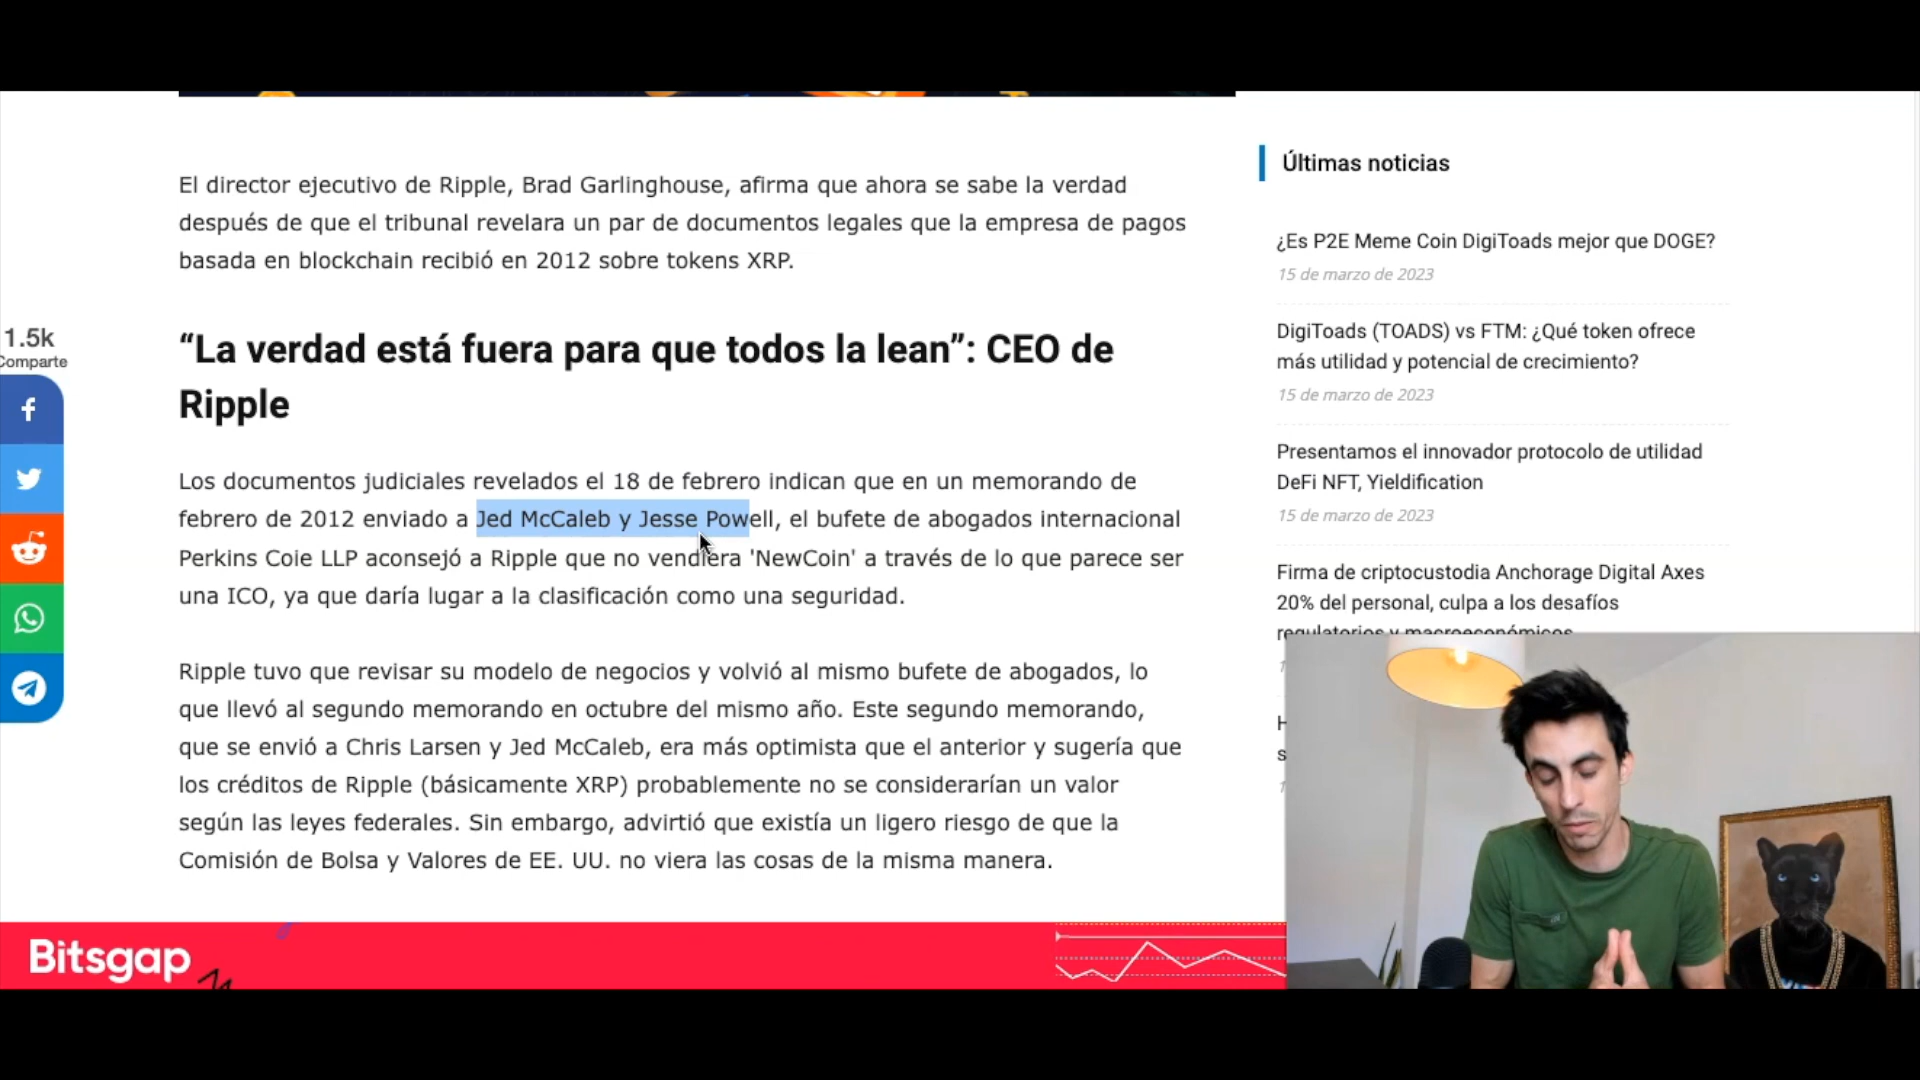 El director ejecutivo de Ripple, Brad Garlinghouse, afirma que ahora se sabe la verdad
después de que el tribunal revelara un par de documentos legales que la empresa de pagos
basada en blockchain recibió en 2012 sobre tokens XRP.
“La verdad está fuera para que todos la lean”: CEO de
Ripple
Los documentos judiciales revelados el 18 de febrero indican que en un memorando de
febrero de 2012 enviado a Jed McCaleb y Jesse Powell, el bufete de abogados internacional
Perkins Coie LLP aconsejó a Ripple que no vendiera 'NewCoin' a través de lo que parece ser
una ICO, ya que daría lugar a la clasificación como una seguridad.
Ripple tuvo que revisar su modelo de negocios y volvió al mismo bufete de abogados, lo
que llevó al segundo memorando en octubre del mismo año. Este segundo memorando,
que se envió a Chris Larsen y Jed McCaleb, era más optimista que el anterior y sugería que
los créditos de Ripple (básicamente XRP) probablemente no se considerarían un valor
según las leyes federales. Sin embargo, advirtió que existía un ligero riesgo de que la
Comisión de Bolsa y Valores de EE. UU. no viera las cosas de la misma manera.
1.5k
Comparte
Últimas noticias
¿Es P2E Meme Coin DigiToads mejor que DOGE?
15 de marzo de 2023
DigiToads (TOADS) vs FTM: ¿Qué token ofrece
más utilidad y potencial de crecimiento?
15 de marzo de 2023
Presentamos el innovador protocolo de utilidad
DeFi NFT, Yieldification
15 de marzo de 2023
Firma de criptocustodia Anchorage Digital Axes
20% del personal, culpa a los desafíos
regulatorios y macroeconómicos
Bitsgap